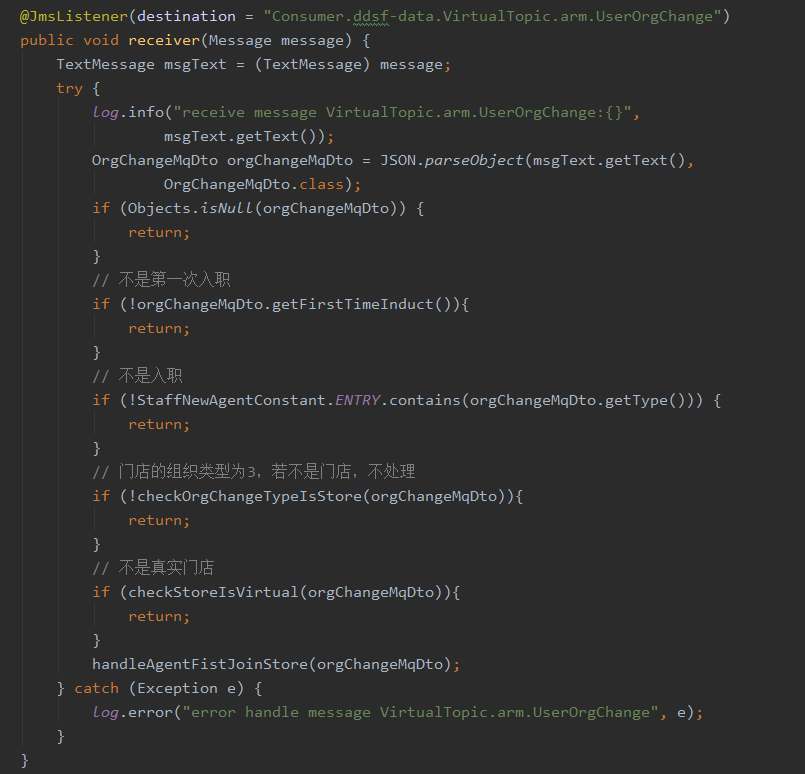 @JmsListener(destination = "Consumer.ddsf-data.VirtualTopic.arm.UserOrgChange")
public void receiver(Message message) {
    TextMessage msgText = (TextMessage) message;
    try {
        log.info("receive message VirtualTopic.arm.UserOrgChange:{}",
                msgText.getText());
        OrgChangeMqDto orgChangeMqDto = JSON.parseObject(msgText.getText(),
                OrgChangeMqDto.class);
        if (Objects.isNull(orgChangeMqDto)) {
            return;
        }
        // 不是第一次入职
        if (!orgChangeMqDto.getFirstTimeInduct()){
            return;
        }
        // 不是入职
        if (!StaffNewAgentConstant.ENTRY.contains(orgChangeMqDto.getType())) {
            return;
        }
        // 门店的组织类型为3，若不是门店，不处理
        if (!checkOrgChangeTypeIsStore(orgChangeMqDto)){
            return;
        }
        // 不是真实门店
        if (checkStoreIsVirtual(orgChangeMqDto)){
            return;
        }
        handleAgentFistJoinStore(orgChangeMqDto);
    } catch (Exception e) {
        log.error("error handle message VirtualTopic.arm.UserOrgChange", e);
    }
}